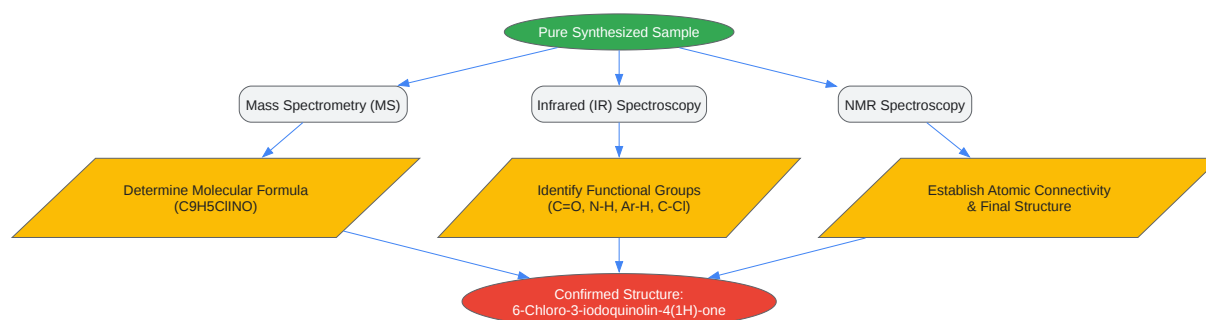 Pure Synthesized Sample
Mass Spectrometry (MS)
Infrared (IR) Spectroscopy
NMR Spectroscopy
Determine Molecular Formula
(C9H5ClINO)
Identify Functional Groups
(C=O, N-H, Ar-H, C-Cl)
Establish Atomic Connectivity
& Final Structure
Confirmed Structure:
6-Chloro-3-iodoquinolin-4(1H)-one